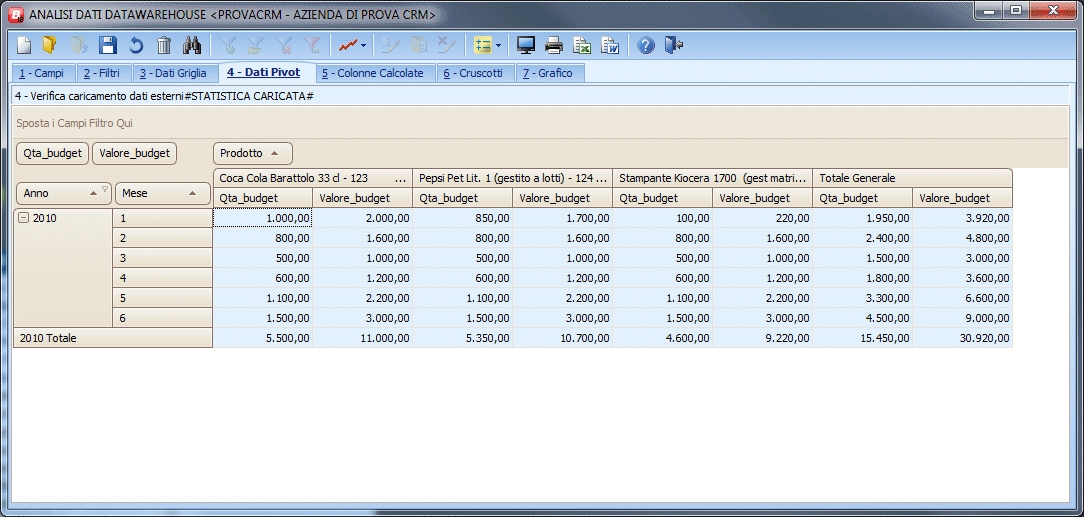 ANALISI DATI DATAWAREHOUSE <PROVACRM - AZIENDA DI PROVA CRM>
1 - Campi 2 - Filtri 3 - Dati Griglia 4 - Dati Pivot 5 - Colonne Calcolate 6 - Cruscotti 7 - Grafico
4 - Verifica caricamento dati esterni#STATISTICA CARICATA#
Sposta i Campi Filtro Qui
Qta_budget Valore_budget Prodotto
Coca Cola Barattolo 33 cl - 123 ... Pepsi Pet Lit. 1 (gestito a lotti) - 124 ... Stampante Kiocera 1700 (gest matri... Totale Generale
Anno Mese Qta_budget Valore_budget Qta_budget Valore_budget Qta_budget Valore_budget Qta_budget Valore_budget
2010 1 1.000,00 2.000,00 850,00 1.700,00 100,00 220,00 1.950,00 3.920,00
2 800,00 1.600,00 800,00 1.600,00 800,00 1.600,00 2.400,00 4.800,00
3 500,00 1.000,00 500,00 1.000,00 500,00 1.000,00 1.500,00 3.000,00
4 600,00 1.200,00 600,00 1.200,00 600,00 1.200,00 1.800,00 3.600,00
5 1.100,00 2.200,00 1.100,00 2.200,00 1.100,00 2.200,00 3.300,00 6.600,00
6 1.500,00 3.000,00 1.500,00 3.000,00 1.500,00 3.000,00 4.500,00 9.000,00
2010 Totale 5.500,00 11.000,00 5.350,00 10.700,00 4.600,00 9.220,00 15.450,00 30.920,00